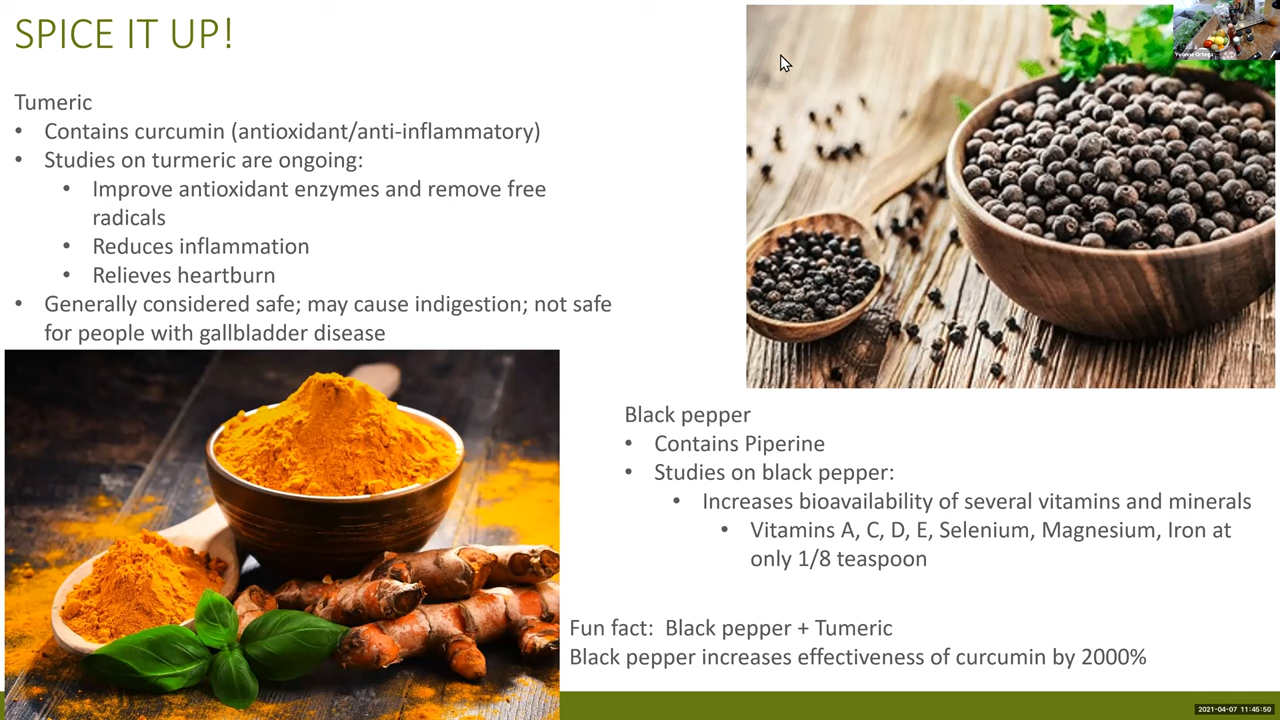 SPICE IT UP!
Tumeric
• Contains curcumin (antioxidant/anti-inflammatory)
• Studies on turmeric are ongoing:
• Improve antioxidant enzymes and remove free
radicals
• Reduces inflammation
• Relieves heartburn
• Generally considered safe; may cause indigestion; not safe
for people with gallbladder disease
Yvonne Ortega
Black pepper
• Contains Piperine
• Studies on black pepper:
• Increases bioavailability of several vitamins and minerals
• Vitamins A, C, D, E, Selenium, Magnesium, Iron at
only 1/8 teaspoon
Fun fact:  Black pepper + Tumeric
Black pepper increases effectiveness of curcumin by 2000%
2021-04-07 11:45:50